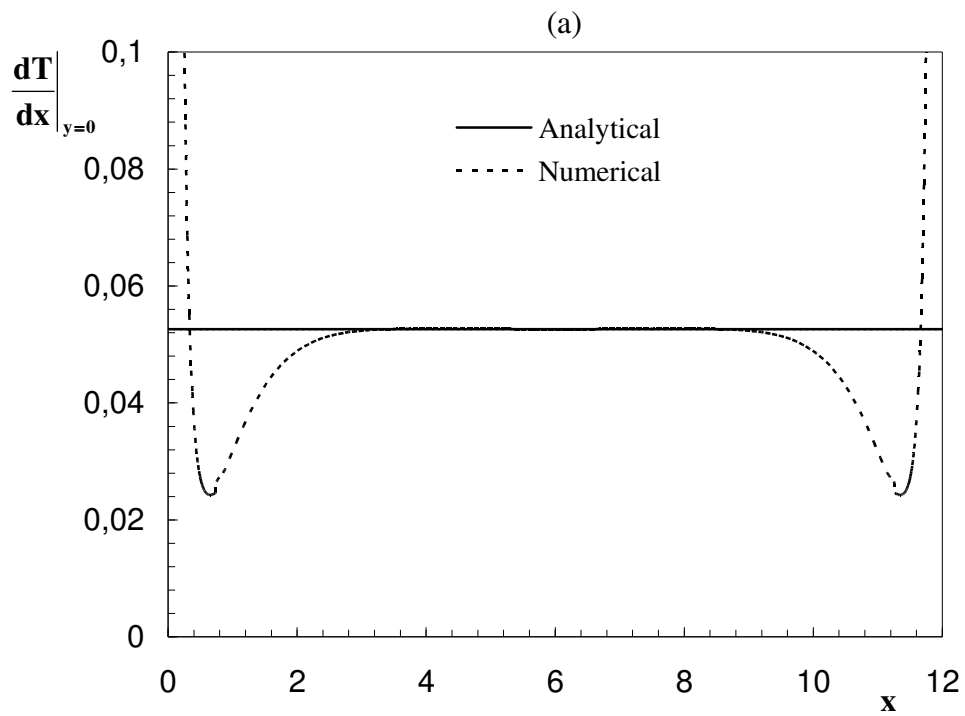 (a)
dT
dx
y=0
0,1
0,08
0,06
0,04
0,02
0
Analytical
Numerical
0 2 4 6 8 10 12
x